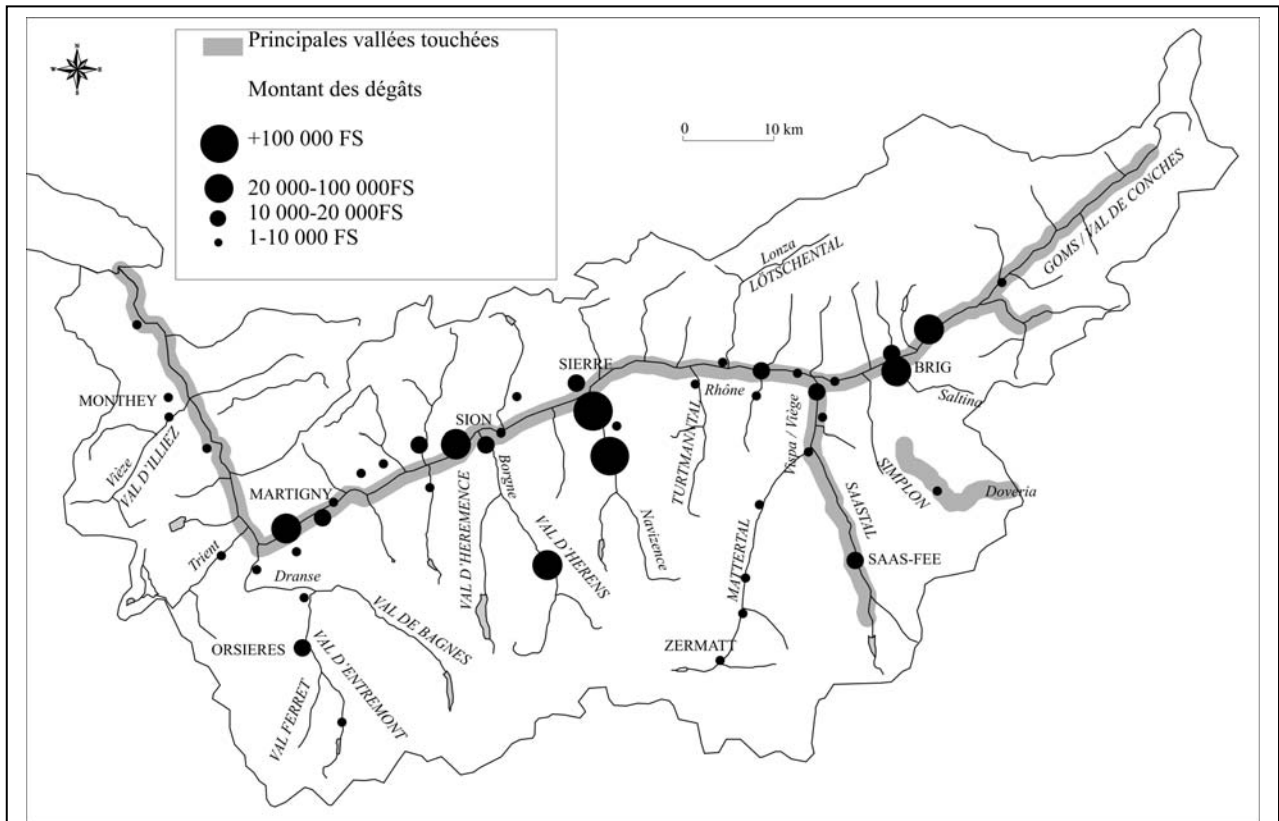 N
W
E
S
Principales vallées touchées
Montant des dégâts
+100 000 FS
20 000-100 000FS
10 000-20 000FS
1-10 000 FS
0 10 km
GOMS / VAL DE CONCHES
Lonza
LÖTSCHENTAL
SIERRE
BRIG
Rhône
Saltina
MONTHEY
SION
Vièze
VAL D'ILLIEZ
Borgne
TURTMANNTAL
Vispa / Viège
SIMPLON
MARTIGNY
Doveria
SAASTAL
Trient
VAL D'HEREMENCE
VAL D'HERENS
Navizence
MATTERTAL
SAAS-FEE
Dranse
VAL DE BAGNES
ORSIERES
VAL D'ENTREMONT
ZERMATT
VAL FERRET